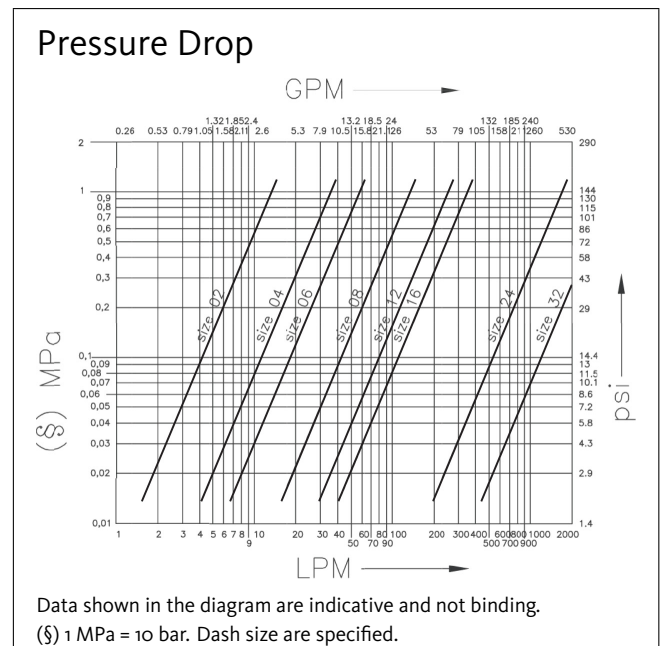 Pressure Drop
GPM
1.32 1.85 2.4 13.2 18.5 24 132 185 240
0.26 0.53 0.79 1.05 1.58 2.11 2.6 5.3 7.9 10.5 15.8 21.1 26 53 79 105 158 211 260 530
2 290
1 144
0,9 130
0,8 115
0,7 101
0,6 86
0,5 72
0,4 58
0,3 43
0,2 29
0,1 14.4
0,09 13
0,08 11.5
0,07 10.1
0,06 8.6
0,05 7.2
0,04 5.8
0,03 4.3
0,02 2.9
0,01 1.4
(§) MPa
psi
size 02
size 04
size 06
size 08
size 12
size 16
size 24
size 32
1 2 3 4 5 6 7 8 10 20 30 40 60 80 100 200 300 400 600 800 1000 2000
9 50 70 90 500 700 900
LPM
Data shown in the diagram are indicative and not binding.
(§) 1 MPa = 10 bar. Dash size are specified.